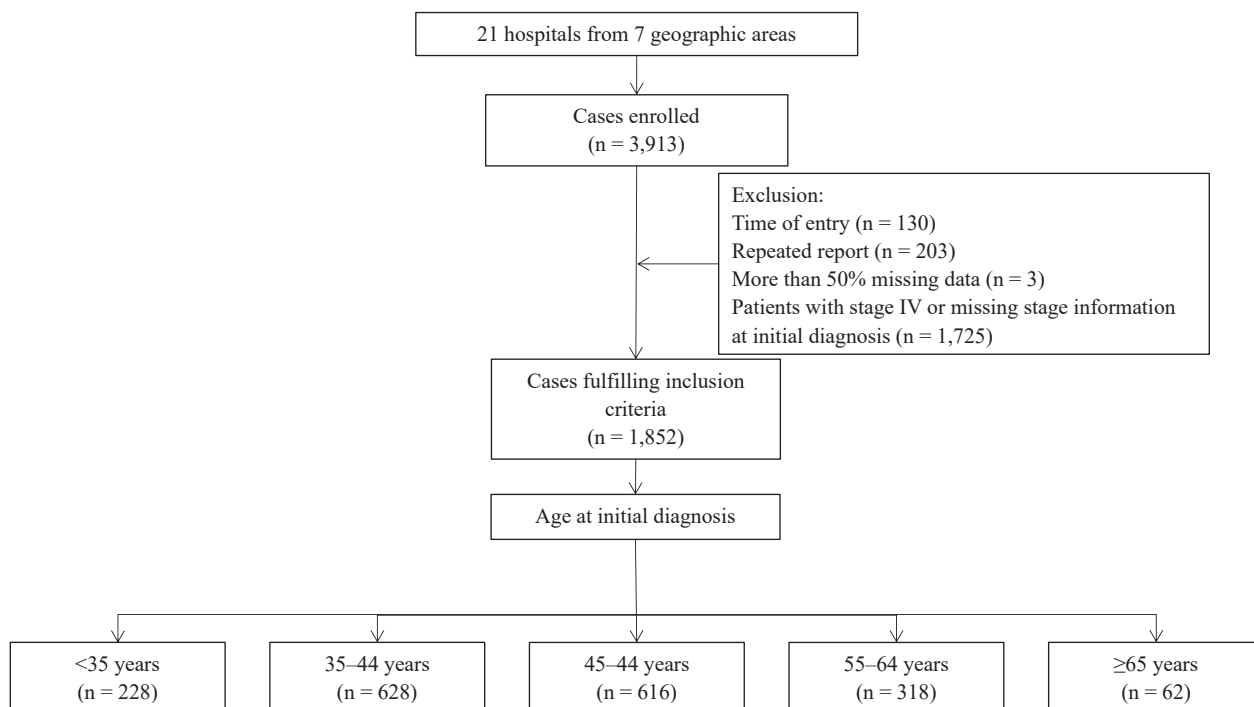 21 hospitals from 7 geographic areas
Cases enrolled
(n = 3,913)
Exclusion:
Time of entry (n = 130)
Repeated report (n = 203)
More than 50% missing data (n = 3)
Patients with stage IV or missing stage information
at initial diagnosis (n = 1,725)
Cases fulfilling inclusion
criteria
(n = 1,852)
Age at initial diagnosis
<35 years
(n = 228)
35–44 years
(n = 628)
45–44 years
(n = 616)
55–64 years
(n = 318)
≥65 years
(n = 62)